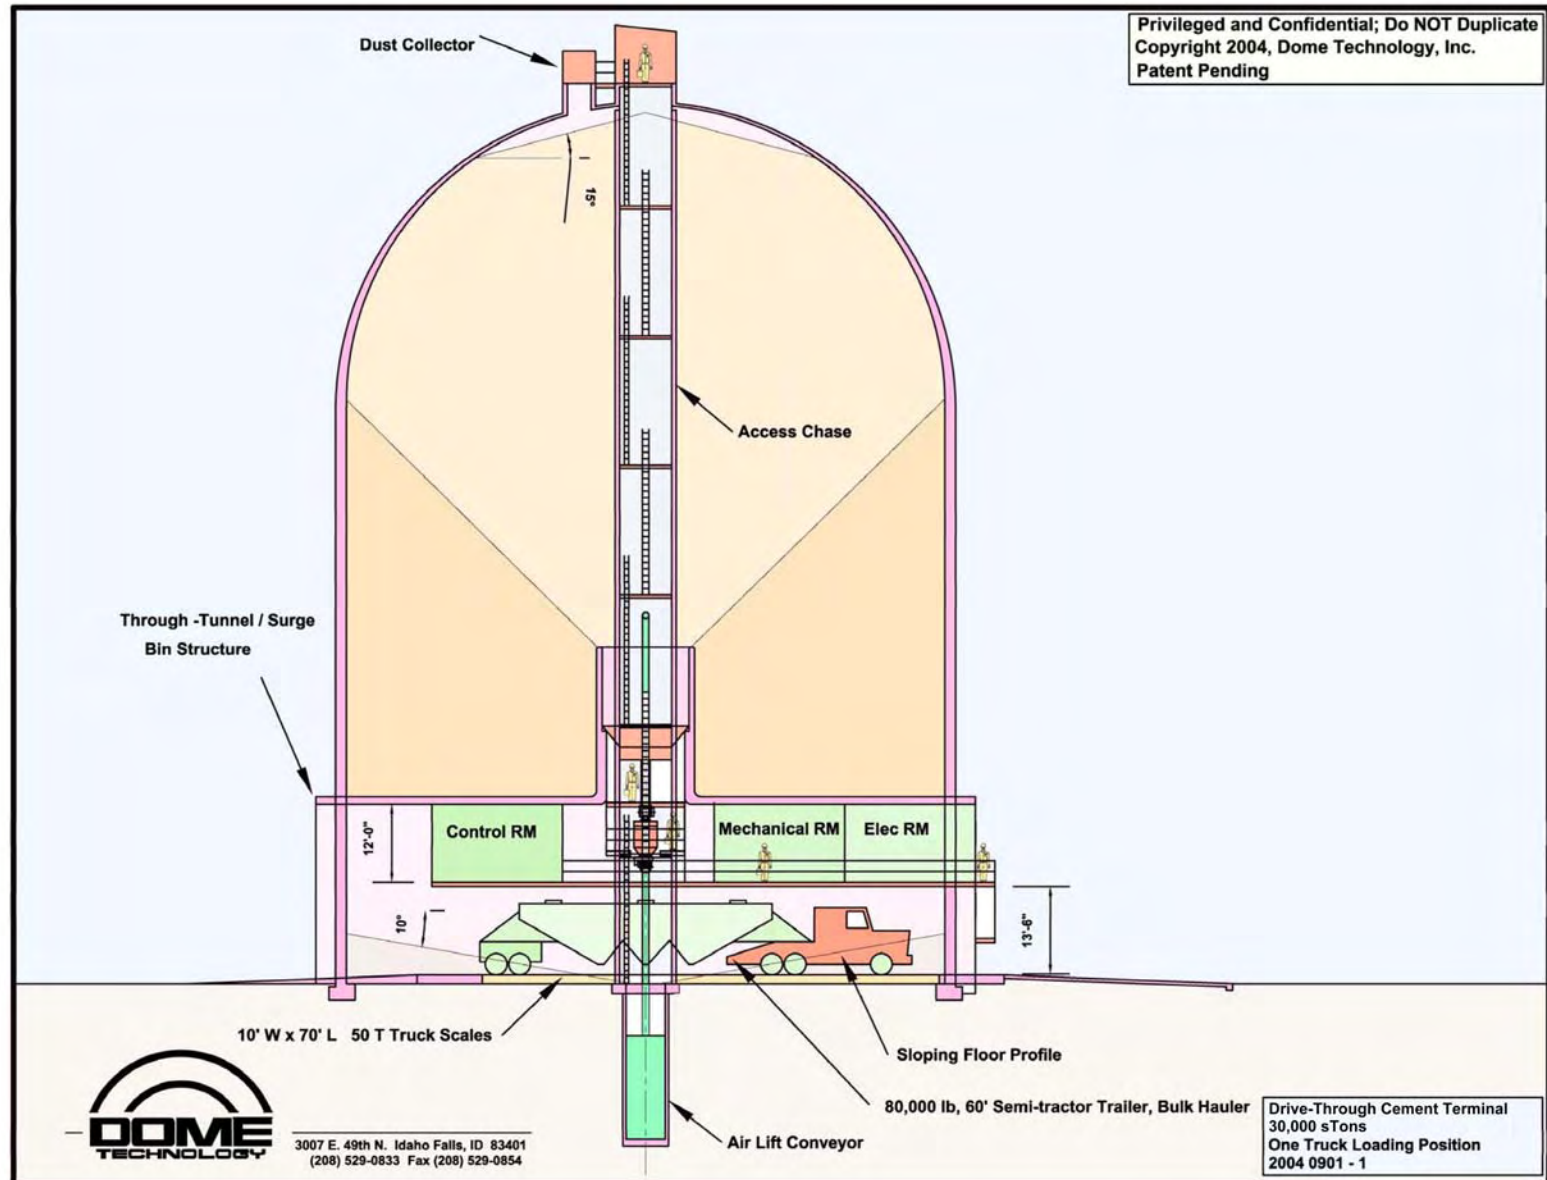 Privileged and Confidential; Do NOT Duplicate
Copyright 2004, Dome Technology, Inc.
Patent Pending
Dust Collector
15°
Access Chase
Through -Tunnel / Surge
Bin Structure
12'-0"
Control RM
Mechanical RM
Elec RM
10°
13'-6"
10' W x 70' L 50 T Truck Scales
Sloping Floor Profile
80,000 lb, 60' Semi-tractor Trailer, Bulk Hauler
Air Lift Conveyor
DOME
TECHNOLOGY
3007 E. 49th N. Idaho Falls, ID 83401
(208) 529-0833 Fax (208) 529-0854
Drive-Through Cement Terminal
30,000 sTons
One Truck Loading Position
2004 0901 - 1